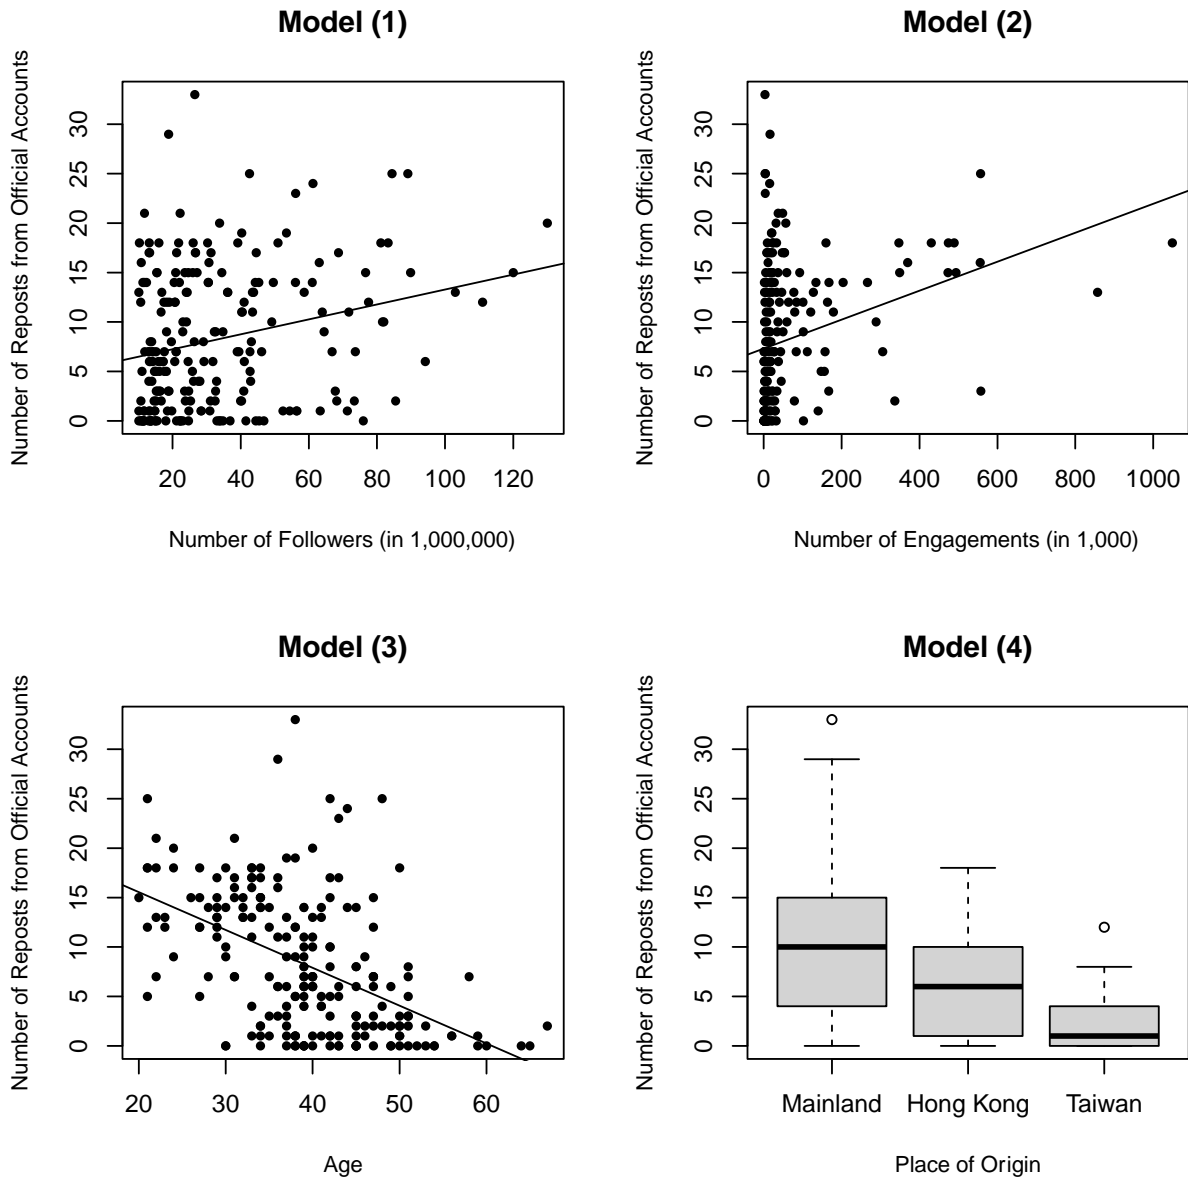 Model (1)
Number of Reposts from Official Accounts
0 5 10 15 20 25 30
20 40 60 80 100 120
Number of Followers (in 1,000,000)
Model (2)
Number of Reposts from Official Accounts
0 5 10 15 20 25 30
0 200 400 600 800 1000
Number of Engagements (in 1,000)
Model (3)
Number of Reposts from Official Accounts
0 5 10 15 20 25 30
20 30 40 50 60
Age
Model (4)
Number of Reposts from Official Accounts
0 5 10 15 20 25 30
Mainland Hong Kong Taiwan
Place of Origin